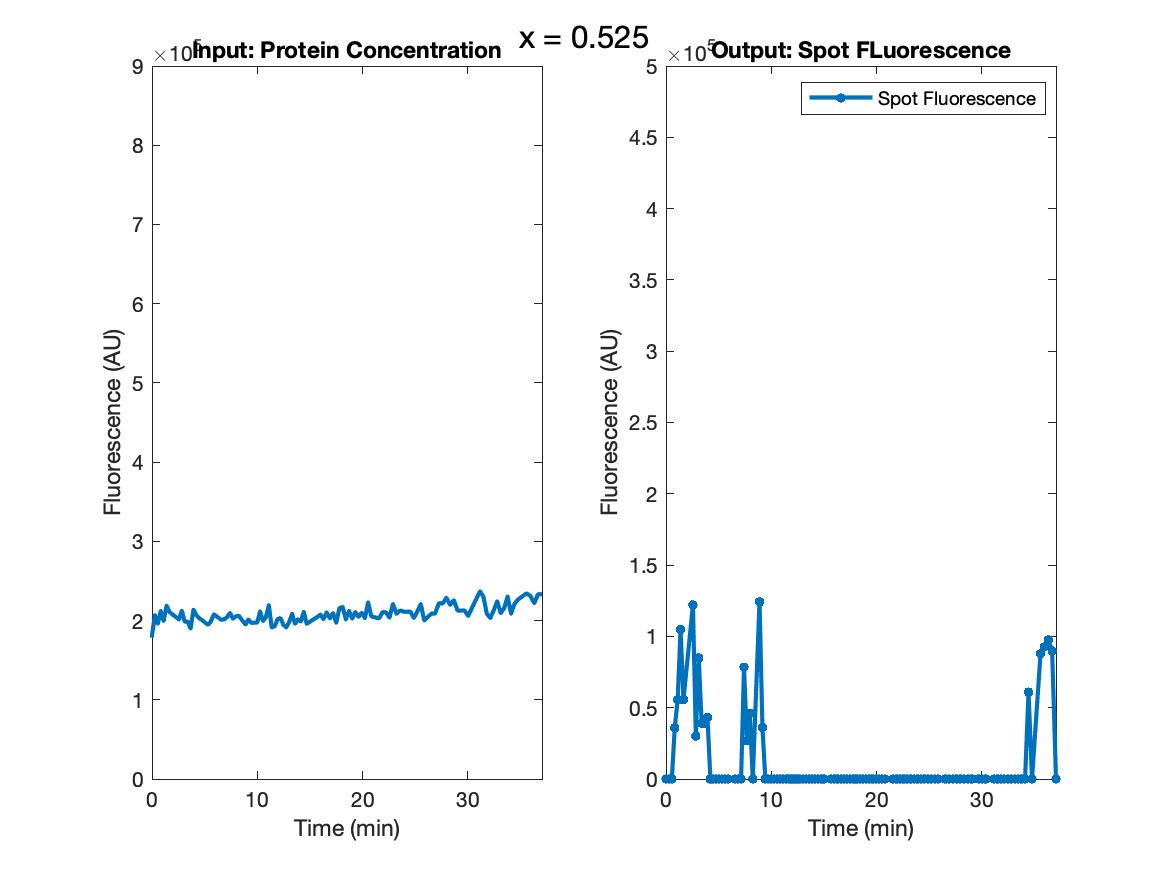 x = 0.525
×10⁵
Input: Protein Concentration
9
8
7
6
5
4
3
2
1
0
Fluorescence (AU)
0 10 20 30
Time (min)
×10⁵
Output: Spot FLuorescence
Spot Fluorescence
5
4.5
4
3.5
3
2.5
2
1.5
1
0.5
0
Fluorescence (AU)
0 10 20 30
Time (min)